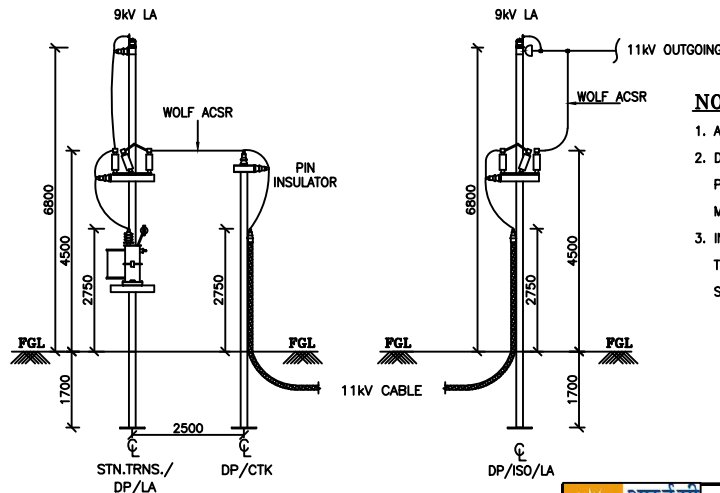 9kV LA
9kV LA
11kV OUTGOING
WOLF ACSR
WOLF ACSR
NO
1. A
2. D
P
M
3. IN
T
S
PIN
INSULATOR
6800
4500
2750
2750
6800
2750
4500
FGL
FGL
FGL
FGL
1700
1700
11kV CABLE
2500
STN.TRNS./
DP/LA
DP/CTK
DP/ISO/LA